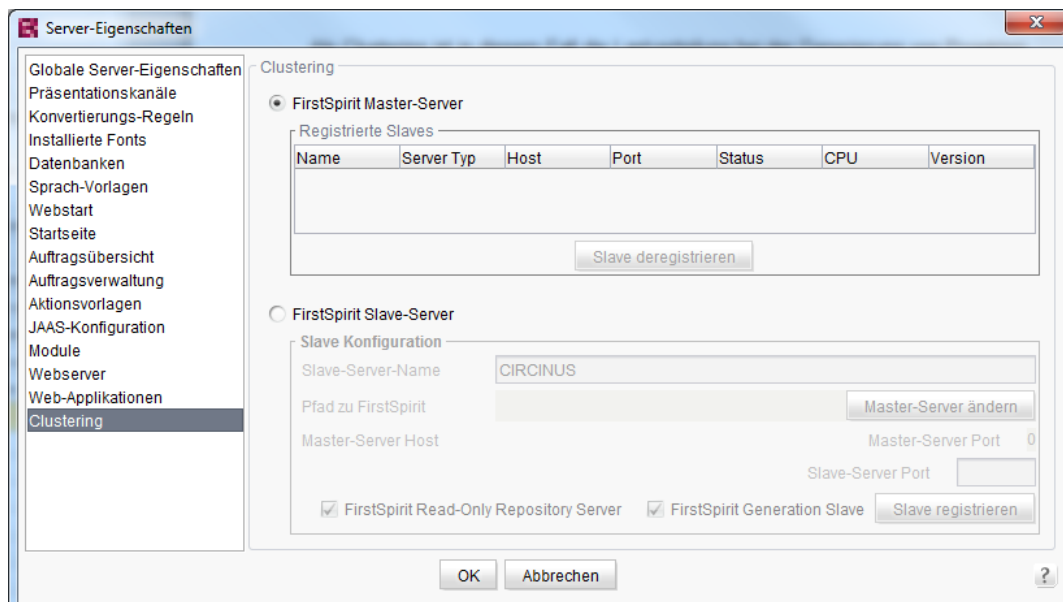 Server-Eigenschaften
Globale Server-Eigenschaften
Präsentationskanäle
Konvertierungs-Regeln
Installierte Fonts
Datenbanken
Sprach-Vorlagen
Webstart
Startseite
Auftragsübersicht
Auftragsverwaltung
Aktionsvorlagen
JAAS-Konfiguration
Module
Webserver
Web-Applikationen
Clustering
Clustering
FirstSpirit Master-Server
Registrierte Slaves
Name Server Typ Host Port Status CPU Version
Slave deregistrieren
FirstSpirit Slave-Server
Slave Konfiguration
Slave-Server-Name CIRCINUS
Pfad zu FirstSpirit Master-Server ändern
Master-Server Host Master-Server Port 0
Slave-Server Port
FirstSpirit Read-Only Repository Server FirstSpirit Generation Slave Slave registrieren
OK Abbrechen ?